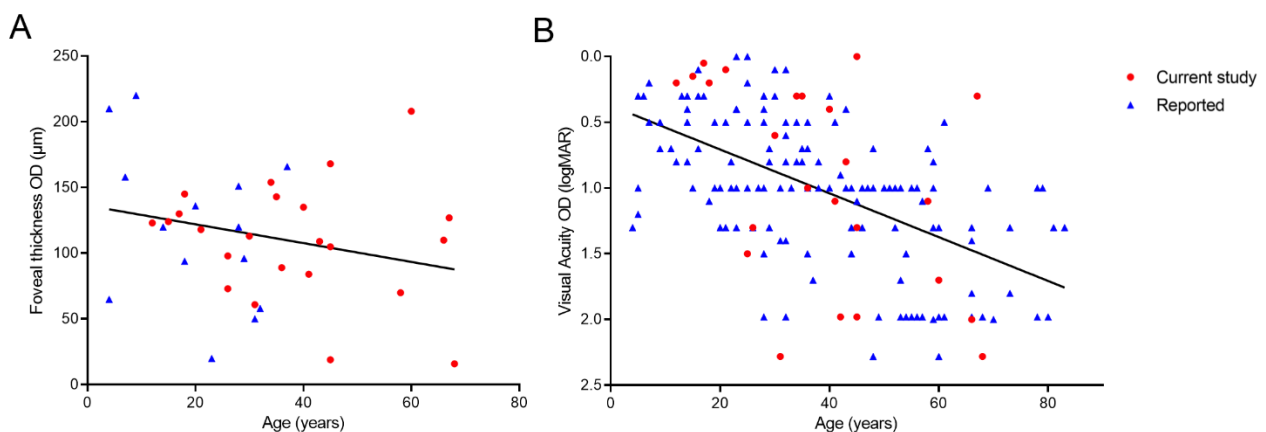 A
Foveal thickness OD (μm)
250
200
150
100
50
0
0 20 40 60 80
Age (years)
B
Visual Acuity OD (logMAR)
0.0
0.5
1.0
1.5
2.0
2.5
0 20 40 60 80
Age (years)
Current study
Reported